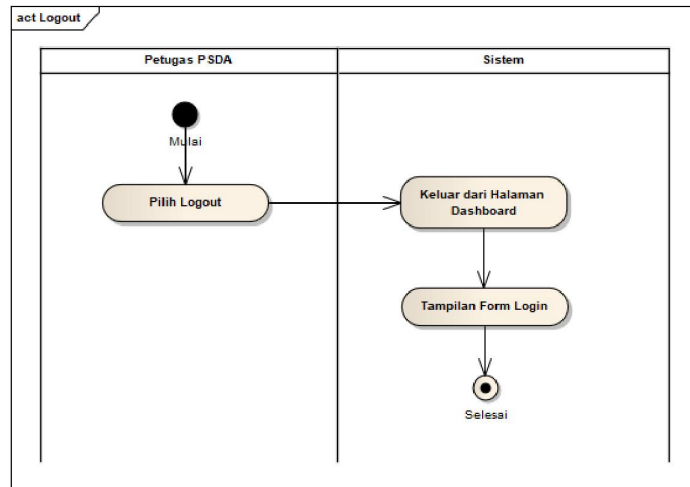 act Logout
Petugas PSDA
Sistem
Mulai
Pilih Logout
Keluar dari Halaman
Dashboard
Tampilan Form Login
Selesai